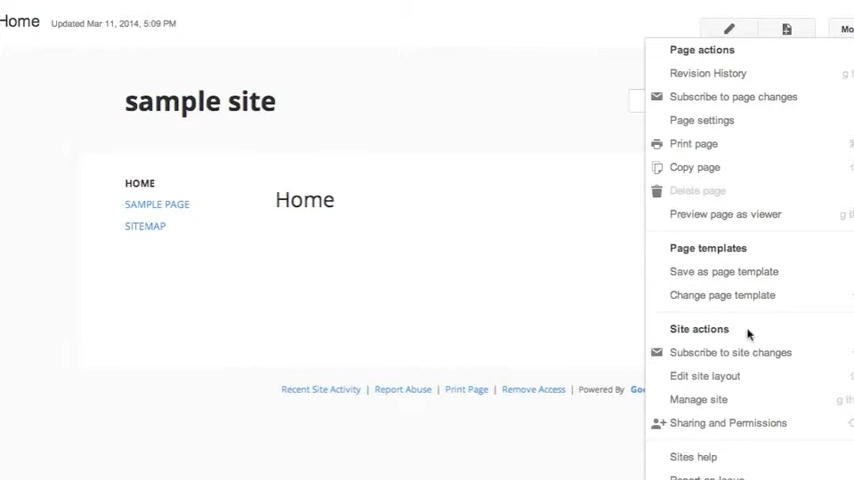 Home Updated Mar 11, 2014, 5:09 PM
sample site
HOME
SAMPLE PAGE
SITEMAP
Home
Recent Site Activity | Report Abuse | Print Page | Remove Access | Powered By
Page actions
Revision History g
Subscribe to page changes
Page settings
Print page
Copy page
Delete page
Preview page as viewer g th
Page templates
Save as page template
Change page template
Site actions
Subscribe to site changes
Edit site layout
Manage site g th
Sharing and Permissions
Sites help